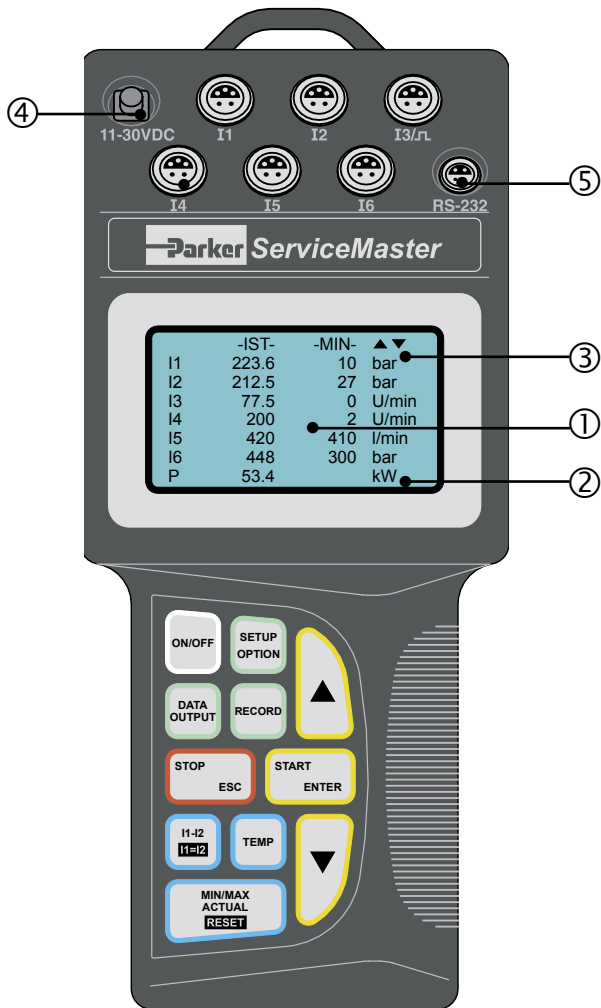 ④
11-30VDC
I1
I2
I3/⎍
I4
I5
I6
RS-232
⑤
Parker ServiceMaster
-IST- -MIN- ▲▼
I1 223.6 10 bar
I2 212.5 27 bar
I3 77.5 0 U/min
I4 200 2 U/min
I5 420 410 l/min
I6 448 300 bar
P 53.4 kW
③
①
②
ON/OFF
SETUP
OPTION
▲
DATA
OUTPUT
RECORD
STOP
ESC
START
ENTER
I1-I2
I1=I2
TEMP
▼
MIN/MAX
ACTUAL
RESET